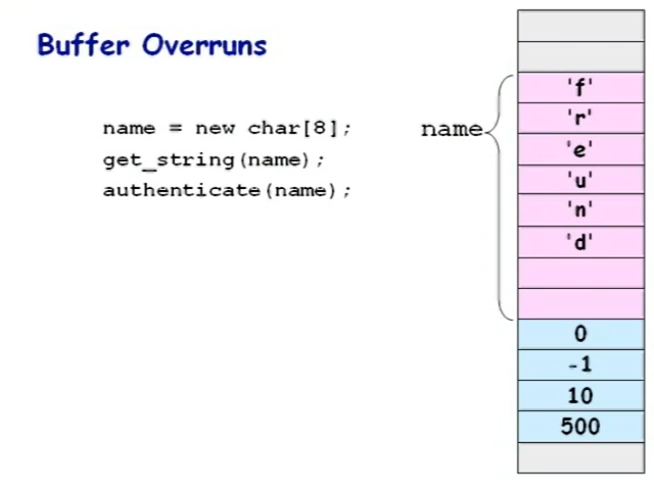 Buffer Overruns
name = new char[8];
get_string(name);
authenticate(name);
name
'f'
'r'
'e'
'u'
'n'
'd'
0
-1
10
500